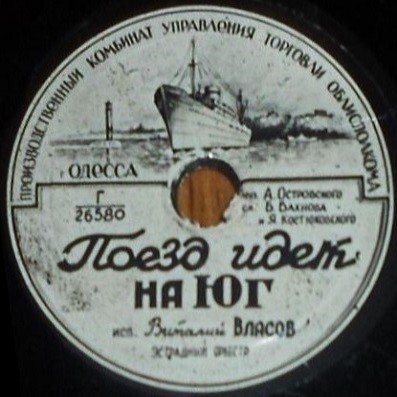 ПРОИЗВОДСТВЕННЫЙ КОМБИНАТ УПРАВЛЕНИЯ ТОРГОВЛИ ОБЛИСПОЛКОМА
г. ОДЕССА
Г
26580
муз. А. ОСТРОВСКОГО
сл. В. БАХНОВА
и Я. КОСТЮКОВСКОГО
Поезд идет
НА ЮГ
исп. Виталий ВЛАСОВ
ЭСТРАДНЫЙ ОРКЕСТР